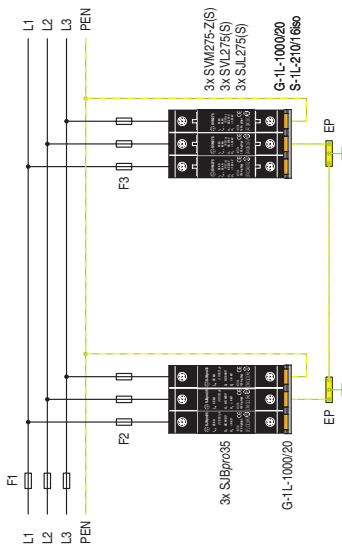 L1
L2
L3
PEN
3x SVM275-Z(S)
3x SVL275(S)
3x SJL275(S)
G-1L-1000/20
S-1L-210/16iso
F3
EP
F1
L1
L2
L3
PEN
F2
3x SJBpro35
G-1L-1000/20
EP